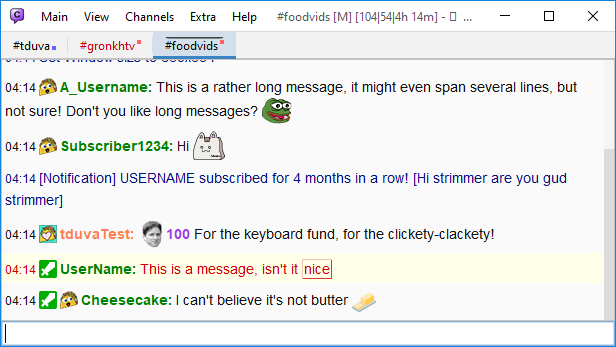 Main View Channels Extra Help #foodvids [M] [104|54|4h 14m] -
#tduva #gronkhtv #foodvids
04:14 A_Username: This is a rather long message, it might even span several lines, but
not sure! Don't you like long messages?
04:14 Subscriber1234: Hi
04:14 [Notification] USERNAME subscribed for 4 months in a row! [Hi strimmer are you gud
strimmer]
04:14 tduvaTest: 100 For the keyboard fund, for the clickety-clackety!
04:14 UserName: This is a message, isn't it nice
04:14 Cheesecake: I can't believe it's not butter